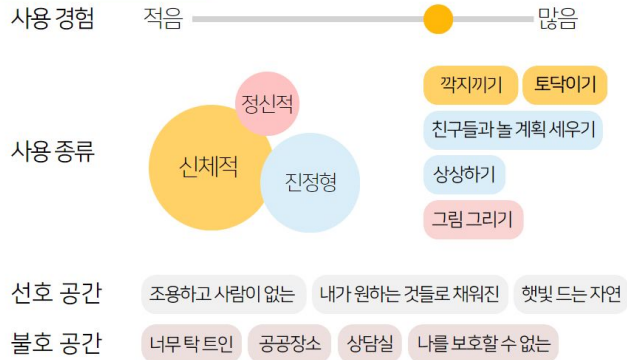 사용 경험 적음 많음
정신적
신체적
진정형
사용 종류
깍지끼기 토닥이기
친구들과 놀 계획 세우기
상상하기
그림 그리기
선호 공간 조용하고 사람이 없는 내가 원하는 것들로 채워진 햇빛 드는 자연
불호 공간 너무 탁 트인 공공장소 상담실 나를 보호할 수 없는